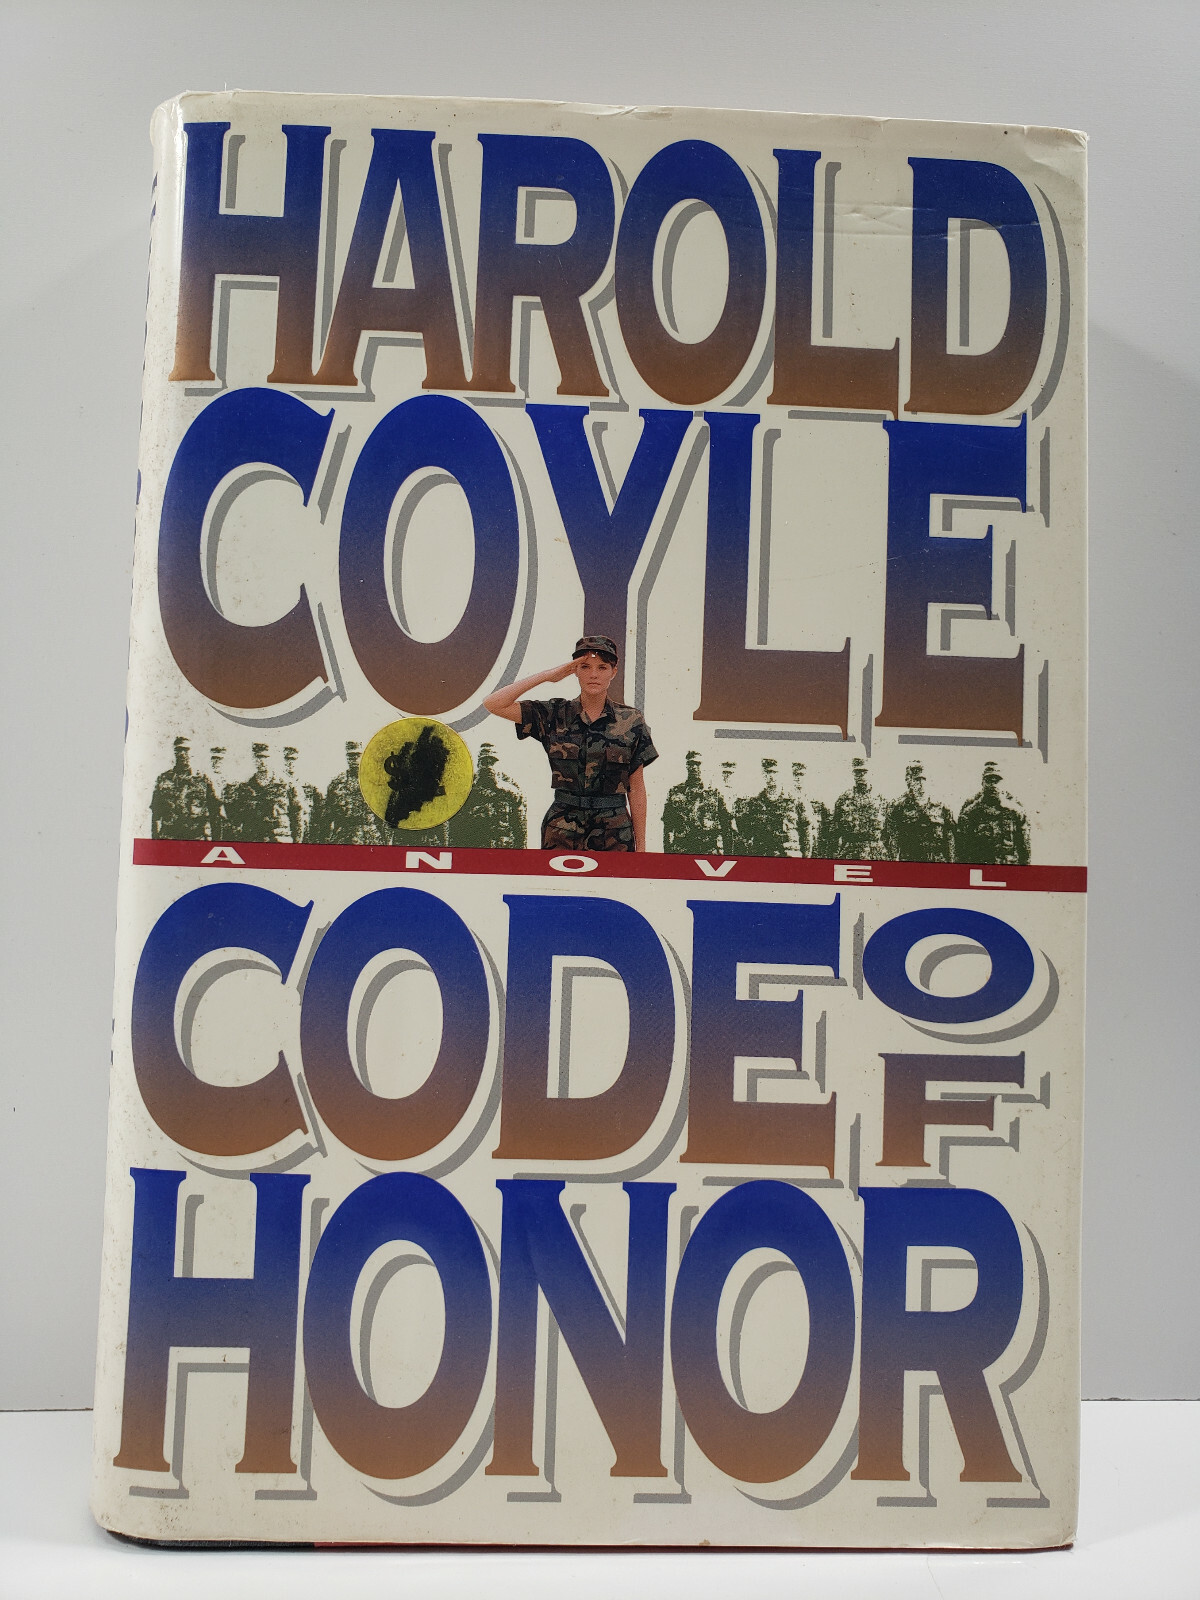 HAROLD
COYLE
A NOVEL
CODE OF
HONOR